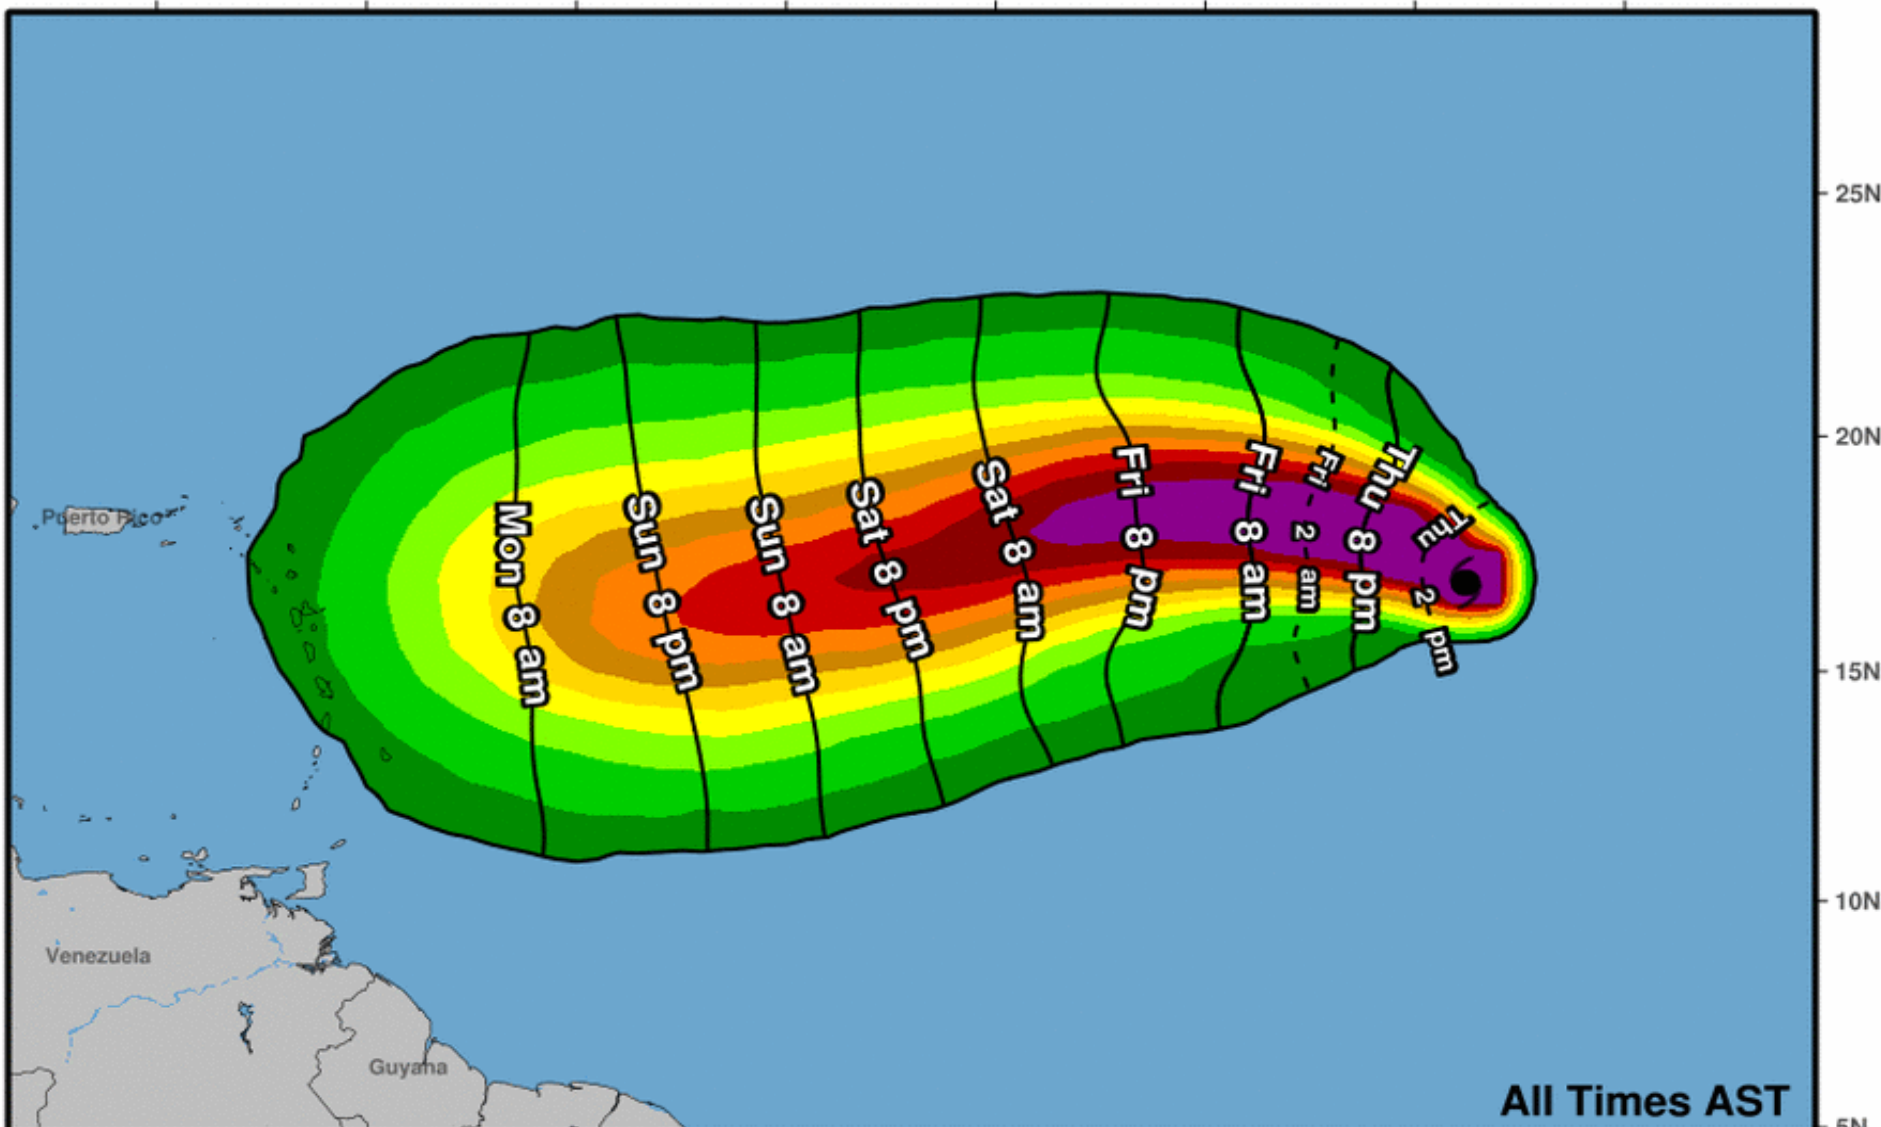 25N
20N
15N
10N
5N
Puerto Rico
Venezuela
Guyana
Mon 8 am
Sun 8 pm
Sun 8 am
Sat 8 pm
Sat 8 am
Fri 8 pm
Fri 8 am
Fri 2 am
Thu 8 pm
Thu 2 pm
All Times AST